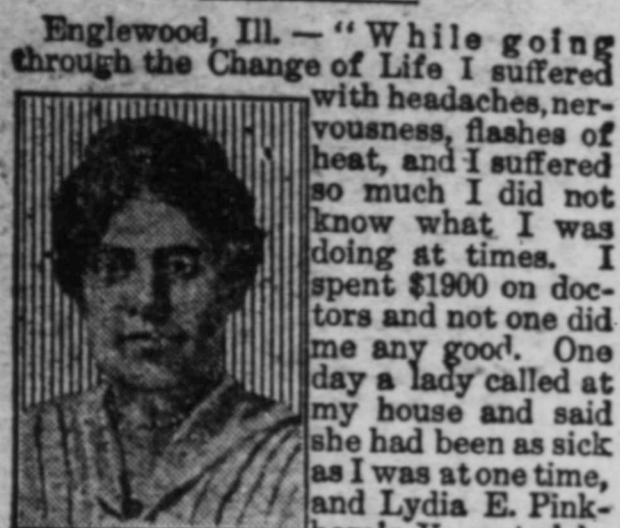 Englewood, Ill. — "While going
through the Change of Life I suffered
with headaches, ner-
vousness, flashes of
heat, and I suffered
so much I did not
know what I was
doing at times. I
spent $1900 on doc-
tors and not one did
me any good. One
day a lady called at
my house and said
she had been as sick
as I was at one time,
and Lydia E. Pink-